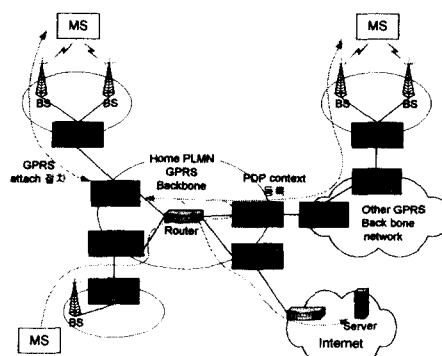 MS
MS
BS
BS
BS
BS
GPRS
attach 절차
Home PLMN
GPRS
Backbone
PDP context
등록
Router
Other GPRS
Back bone
network
BS
MS
Server
Internet